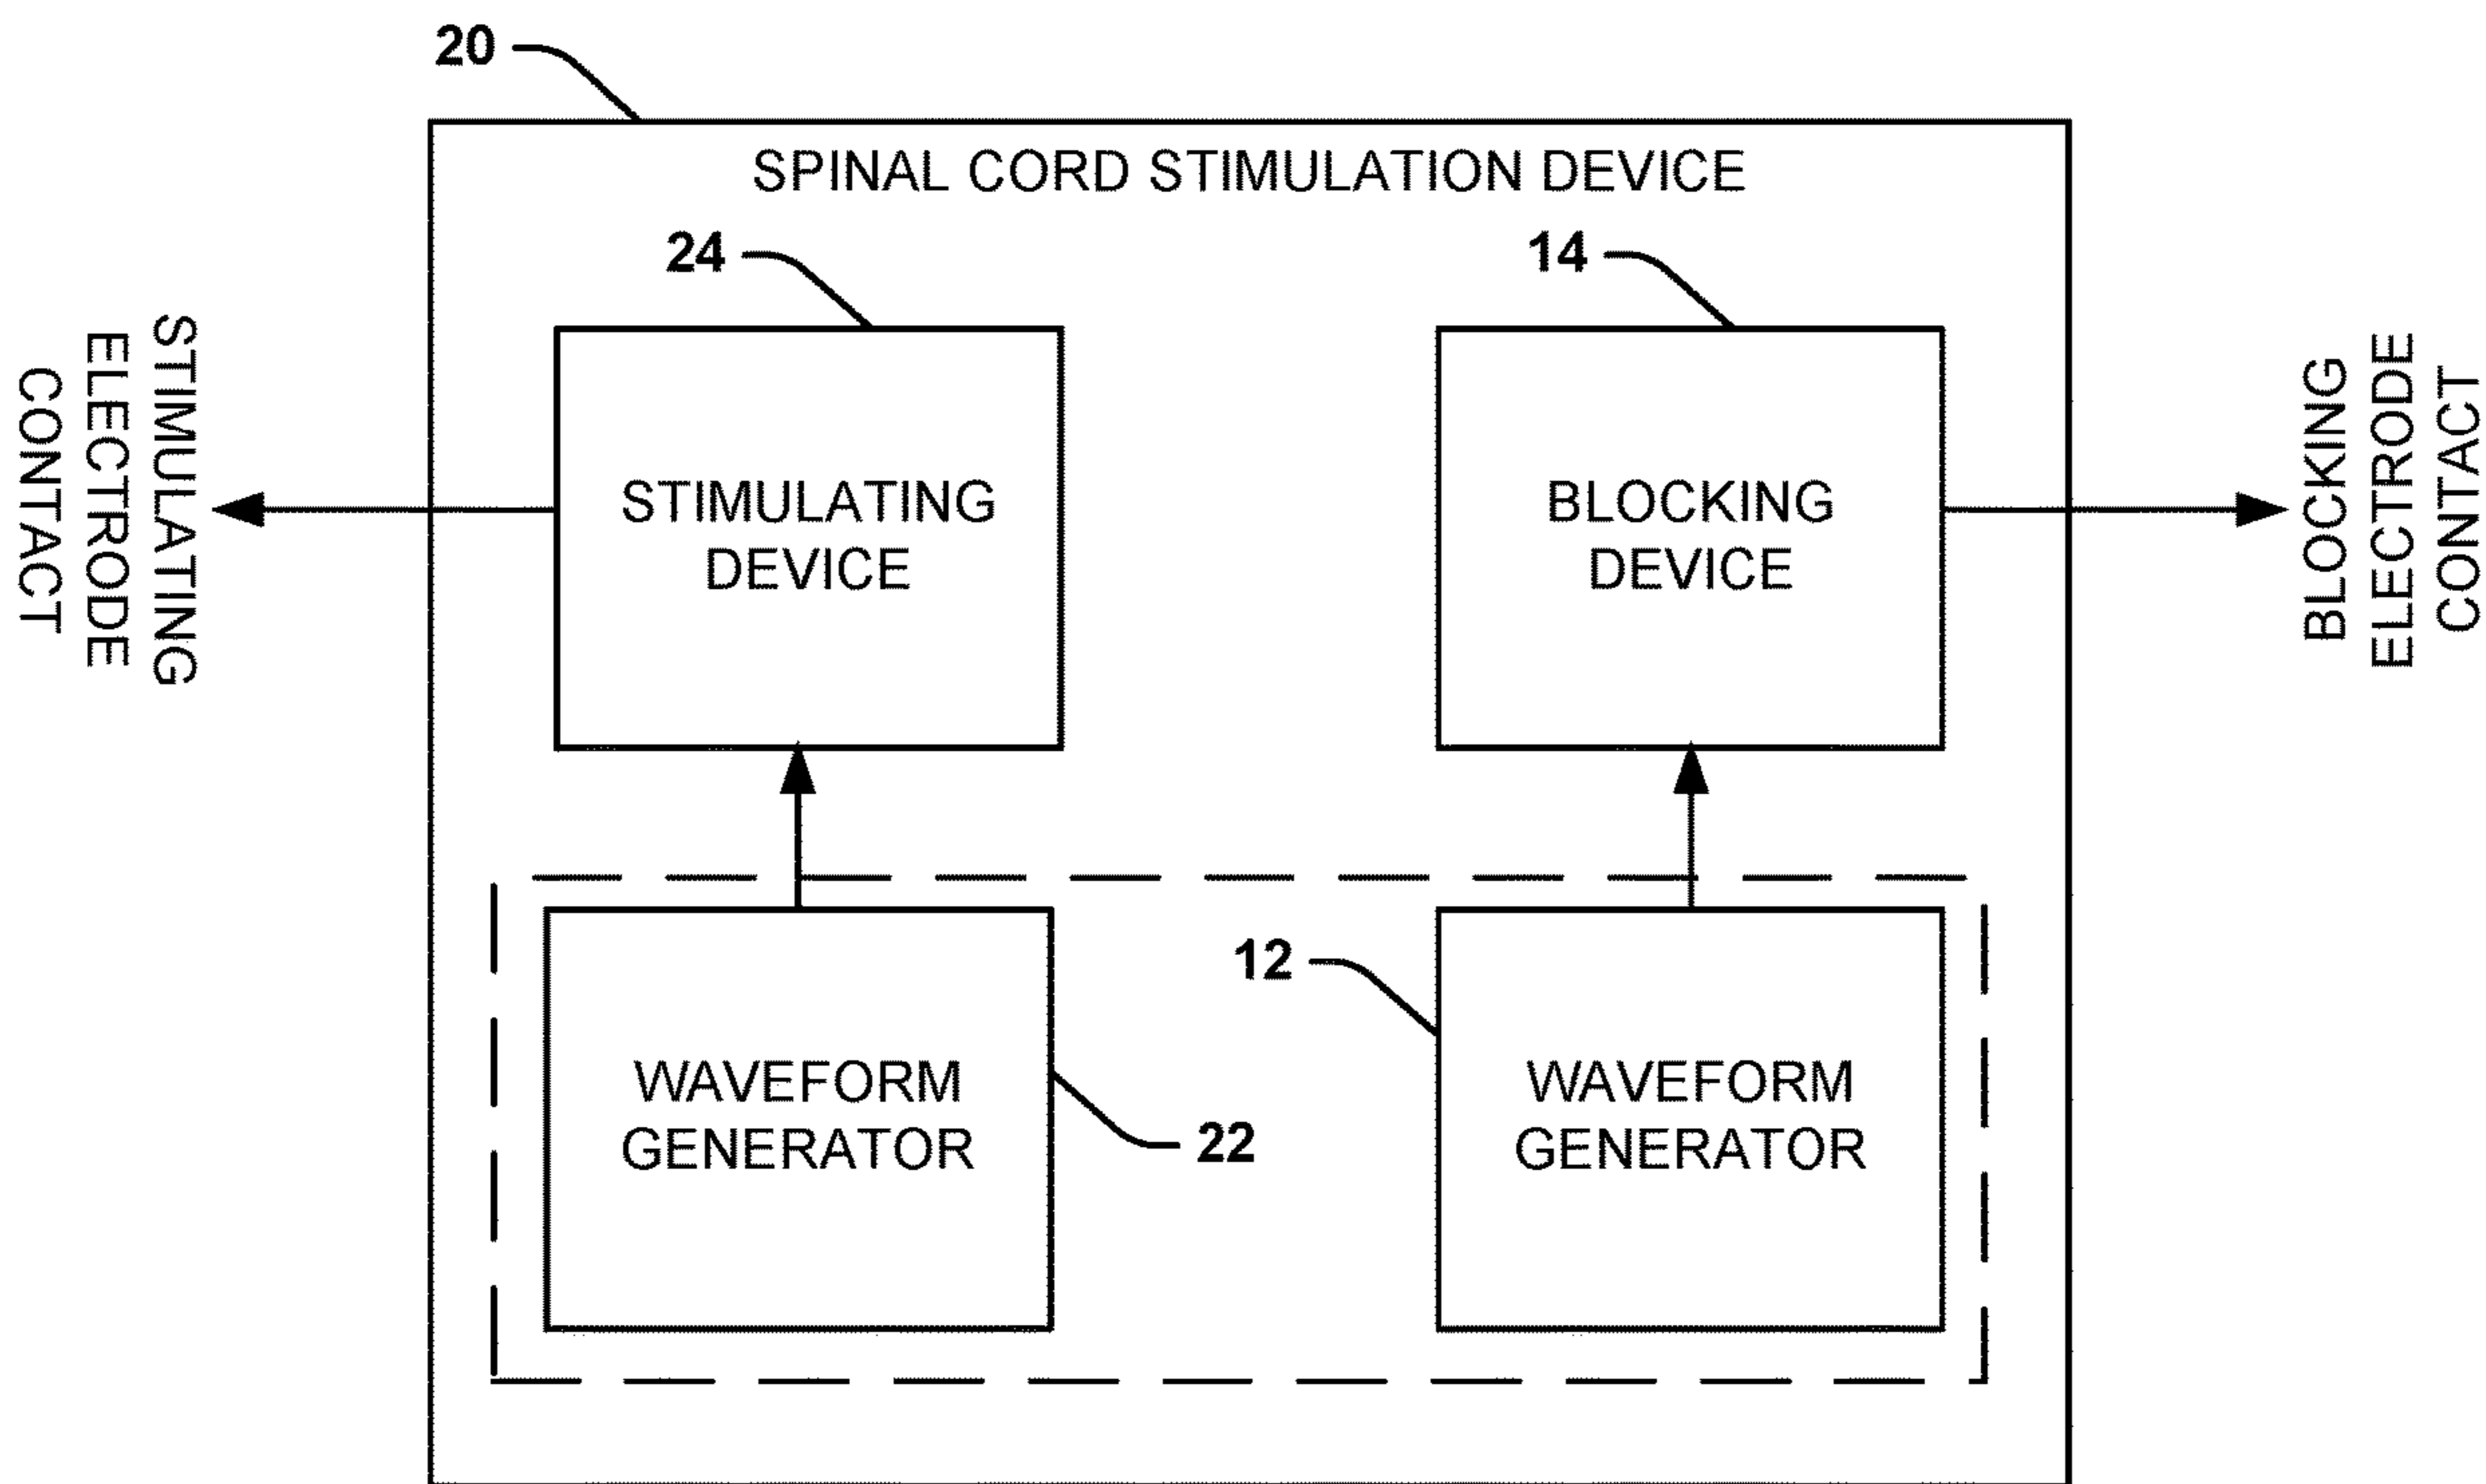 20
SPINAL CORD STIMULATION DEVICE
24
14
STIMULATING
ELECTRODE
CONTACT
STIMULATING
DEVICE
BLOCKING
DEVICE
BLOCKING
ELECTRODE
CONTACT
12
WAVEFORM
GENERATOR
22
WAVEFORM
GENERATOR